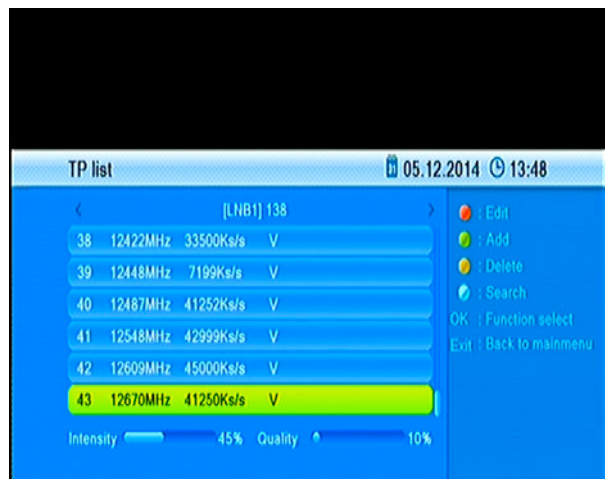 TP list 05.12.2014 13:48
< [LNB1] 138 >
38 12422MHz 33500Ks/s V
39 12448MHz 7199Ks/s V
40 12487MHz 41252Ks/s V
41 12548MHz 42999Ks/s V
42 12609MHz 45000Ks/s V
43 12670MHz 41250Ks/s V
Intensity 45% Quality 10%
: Edit
: Add
: Delete
: Search
OK : Function select
Exit : Back to mainmenu